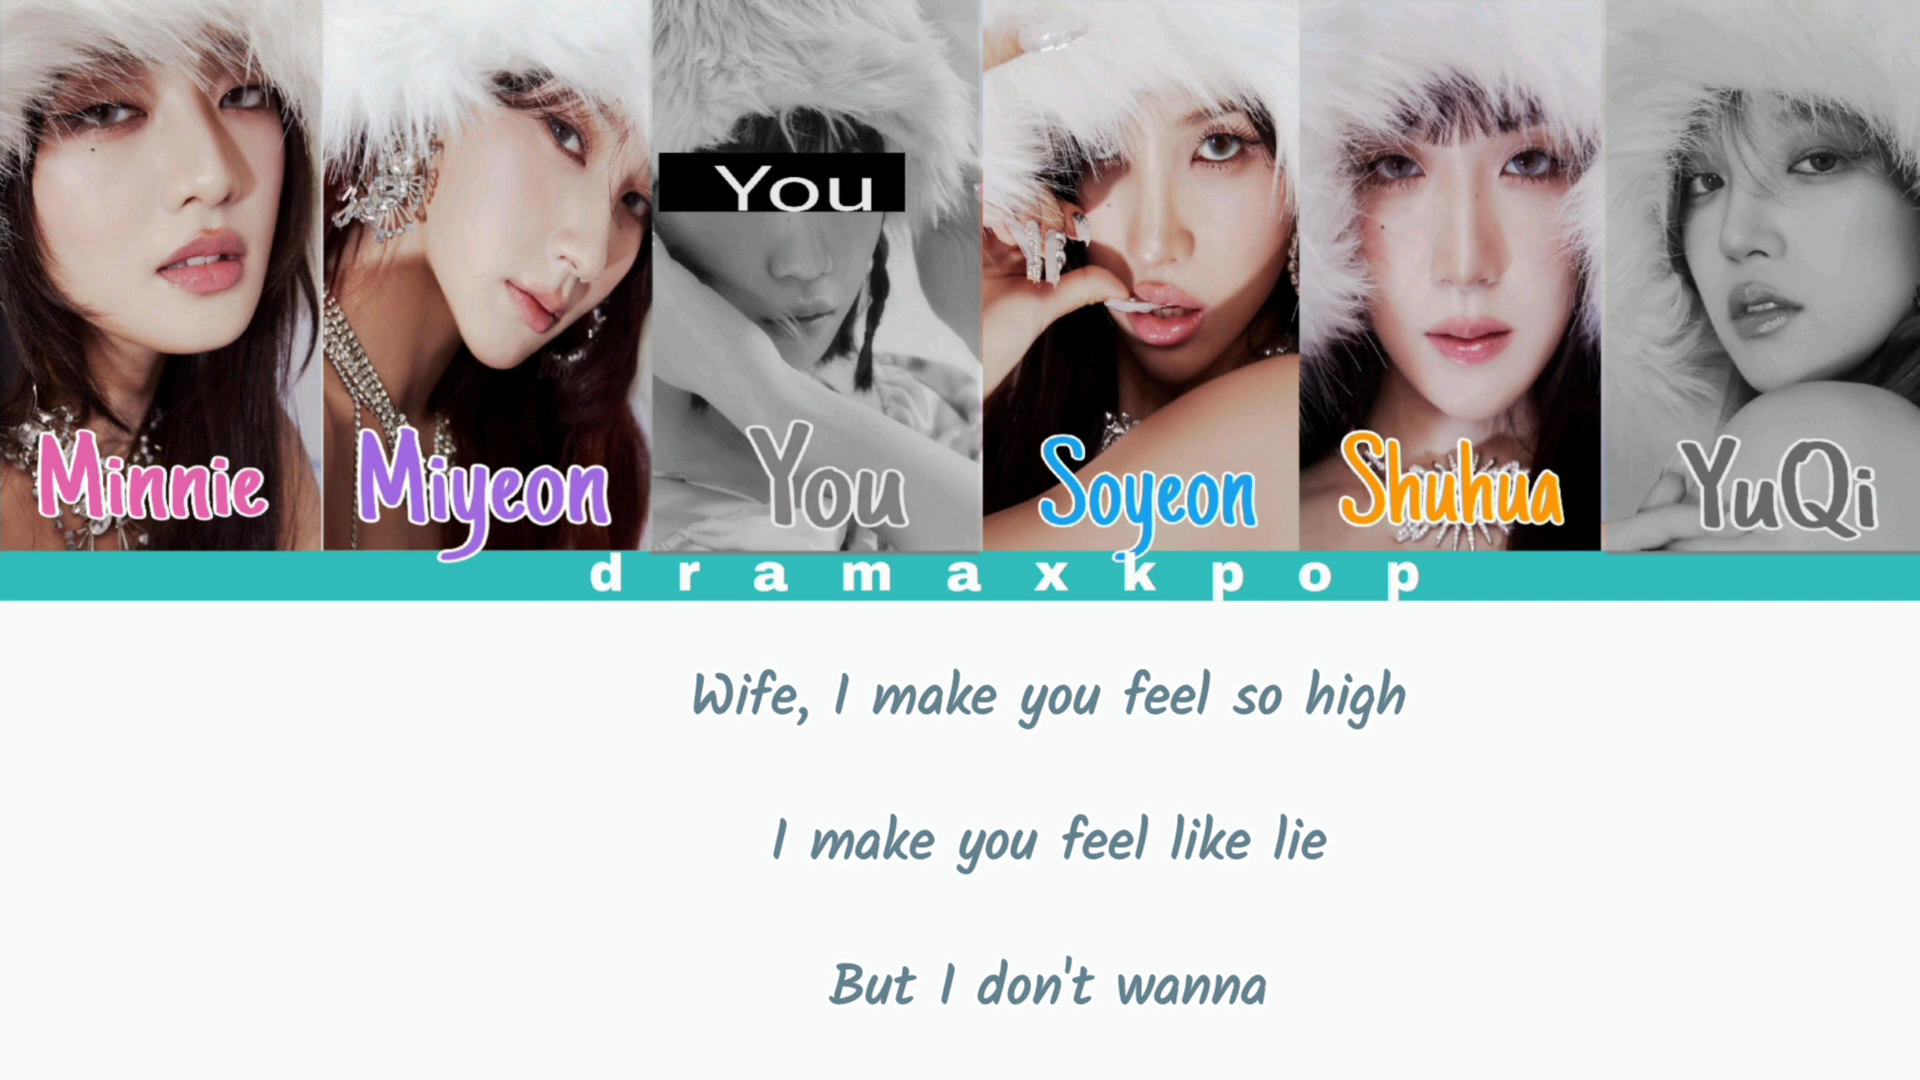 You
Minnie
Miyeon
You
Soyeon
Shuhua
YuQi
dramaxkpop
Wife, I make you feel so high
I make you feel like lie
But I don't wanna